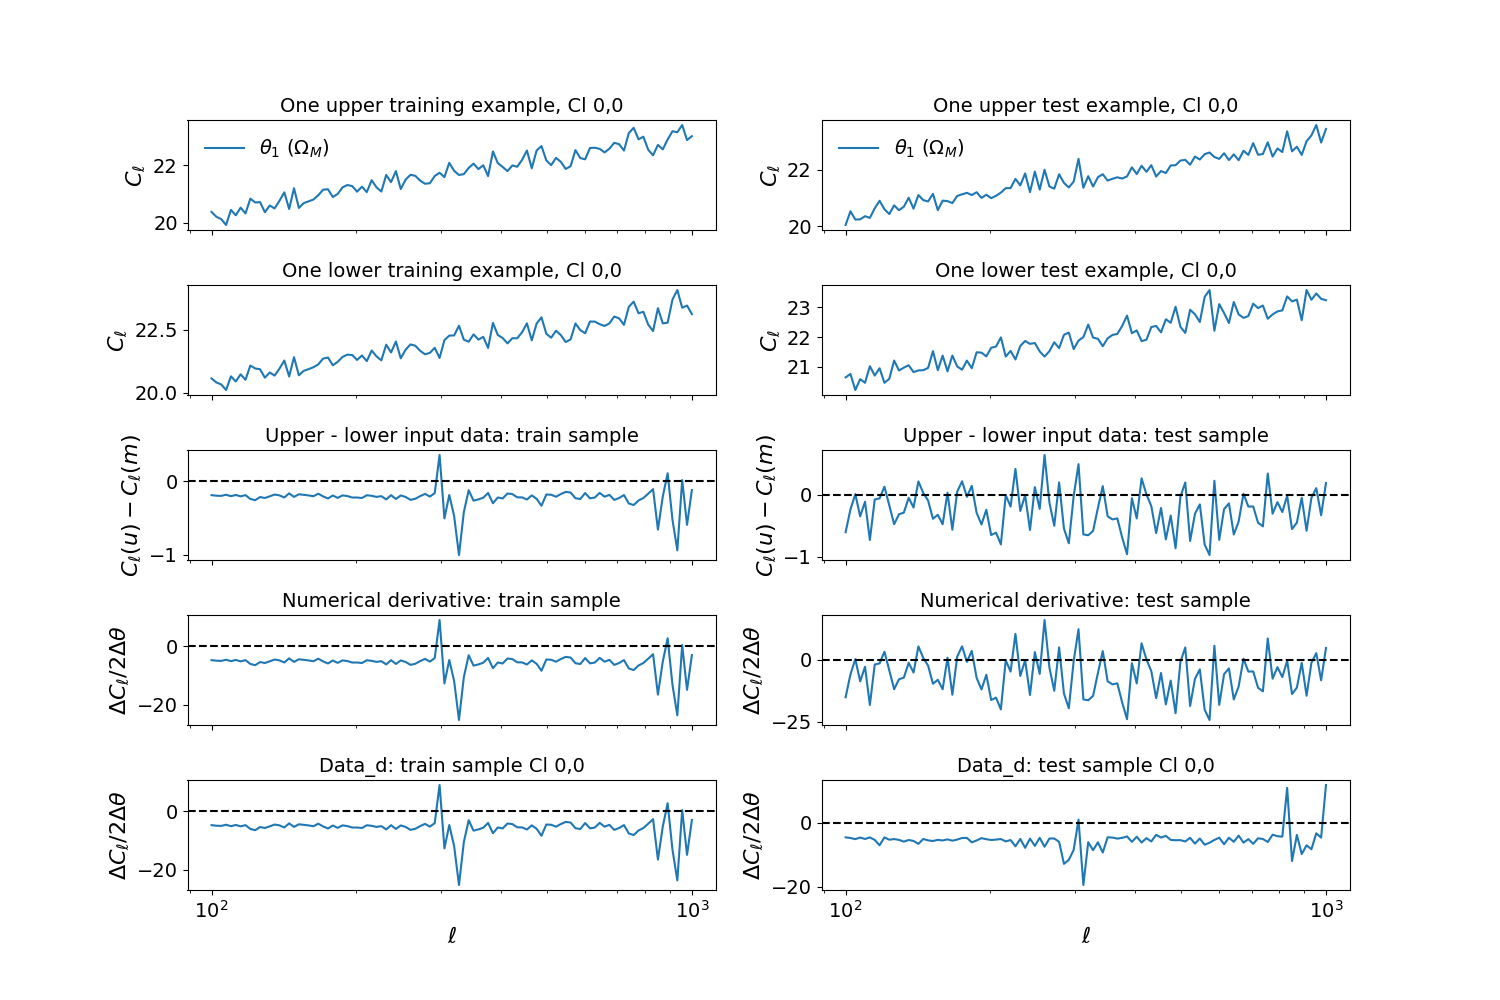 One upper training example, Cl 0,0
C_ℓ
22
20
θ₁ (Ω_M)
One upper test example, Cl 0,0
C_ℓ
22
20
θ₁ (Ω_M)
One lower training example, Cl 0,0
C_ℓ
22.5
20.0
One lower test example, Cl 0,0
C_ℓ
23
22
21
Upper - lower input data: train sample
C_ℓ(u) − C_ℓ(m)
0
−1
Upper - lower input data: test sample
C_ℓ(u) − C_ℓ(m)
0
−1
Numerical derivative: train sample
ΔC_ℓ/2Δθ
0
−20
Numerical derivative: test sample
ΔC_ℓ/2Δθ
0
−25
Data_d: train sample Cl 0,0
ΔC_ℓ/2Δθ
0
−20
10²
10³
ℓ
Data_d: test sample Cl 0,0
ΔC_ℓ/2Δθ
0
−20
10²
10³
ℓ